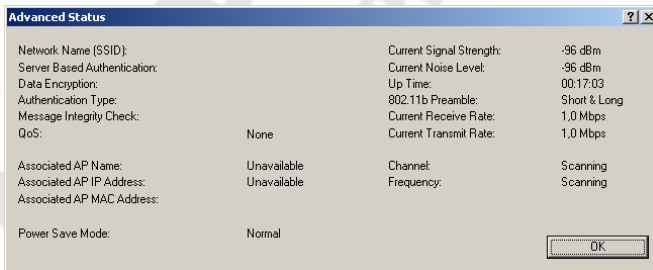 Advanced Status
Network Name (SSID): Current Signal Strength: -96 dBm
Server Based Authentication: Current Noise Level: -96 dBm
Data Encryption: Up Time: 00:17:03
Authentication Type: 802.11b Preamble: Short & Long
Message Integrity Check: Current Receive Rate: 1,0 Mbps
QoS: None Current Transmit Rate: 1,0 Mbps
Associated AP Name: Unavailable Channel: Scanning
Associated AP IP Address: Unavailable Frequency: Scanning
Associated AP MAC Address:
Power Save Mode: Normal
OK